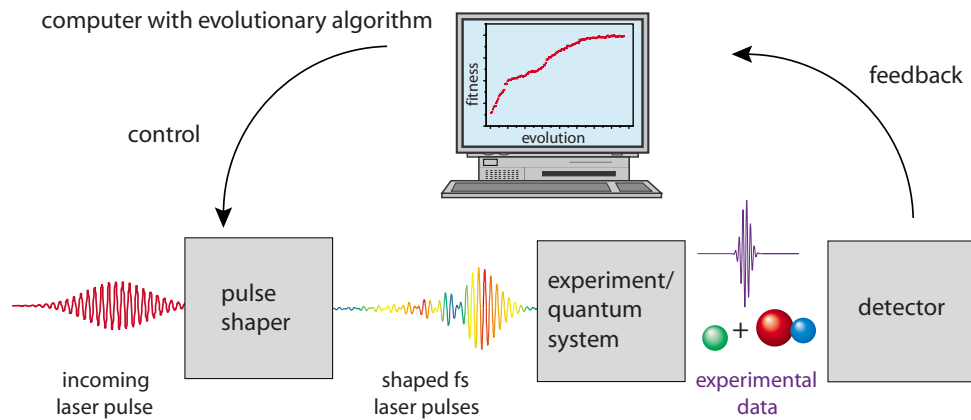 computer with evolutionary algorithm
fitness
evolution
control
feedback
pulse
shaper
experiment/
quantum
system
+
detector
incoming
laser pulse
shaped fs
laser pulses
experimental
data